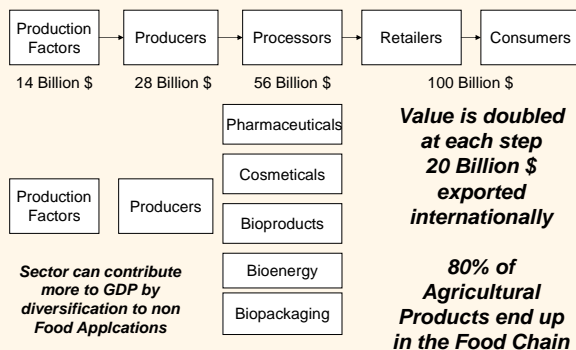 Production
Factors
Producers
Processors
Retailers
Consumers
14 Billion $
28 Billion $
56 Billion $
100 Billion $
Pharmaceuticals
Cosmeticals
Bioproducts
Bioenergy
Biopackaging
Production
Factors
Producers
Sector can contribute
more to GDP by
diversification to non
Food Applcations
Value is doubled
at each step
20 Billion $
exported
internationally
80% of
Agricultural
Products end up
in the Food Chain